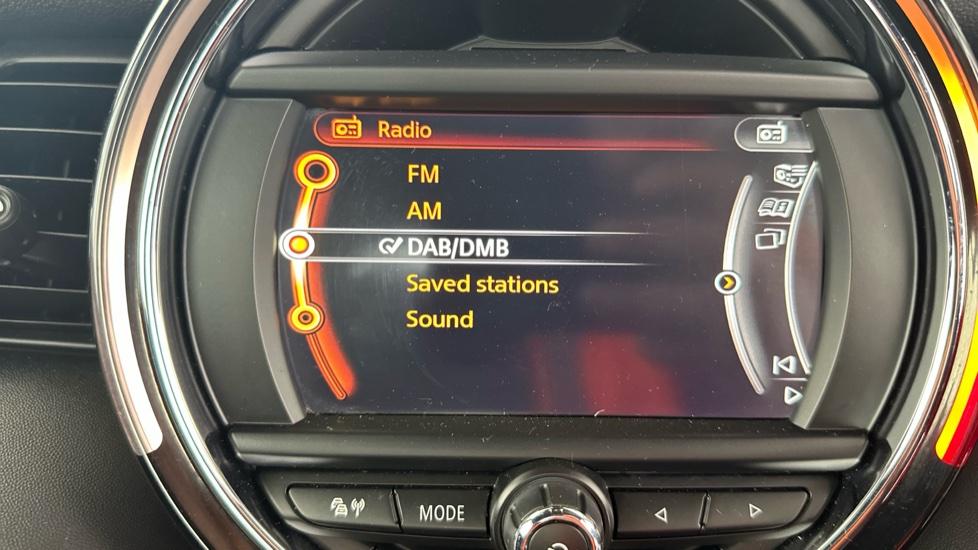 Radio
FM
AM
DAB/DMB
Saved stations
Sound
MODE